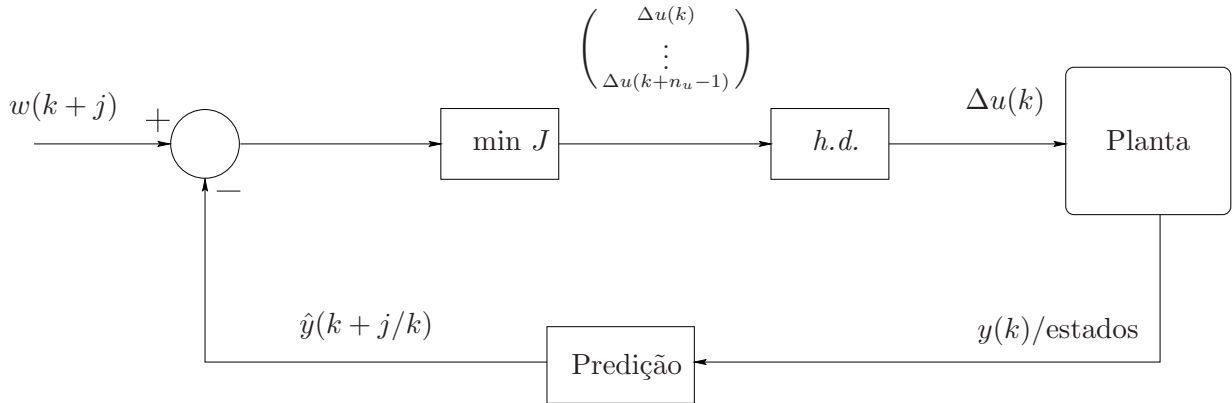 Δu(k)
⋮
Δu(k+n_u−1)
w(k + j)
+
−
min J
h.d.
Δu(k)
Planta
ŷ(k + j/k)
Predição
y(k)/estados